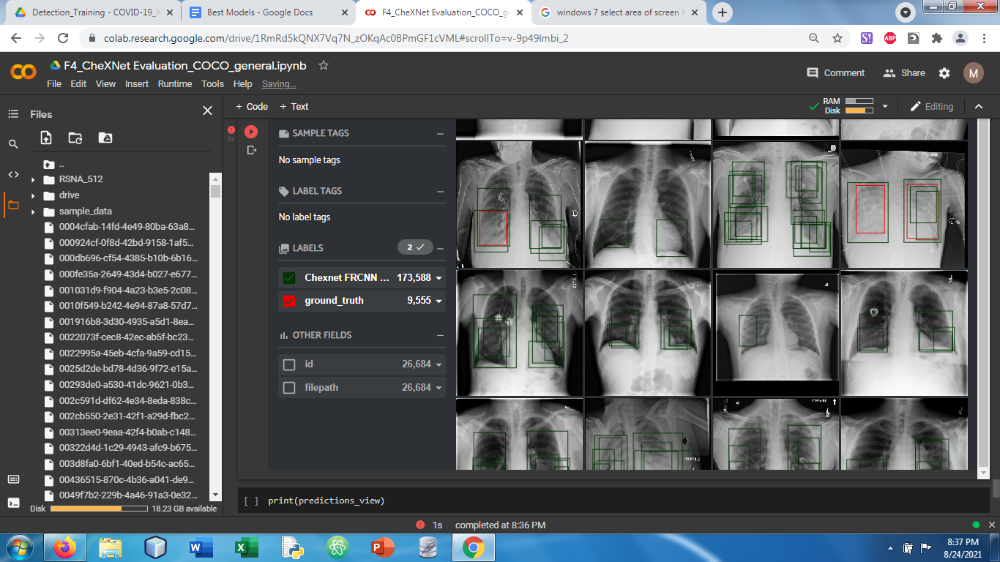 Detection_Training - COVID-19_X
Best Models - Google Docs
F4_CheXNet Evaluation_COCO_ge
windows 7 select area of screen t
colab.research.google.com/drive/1RmRd5kQNX7Vq7N_zOKqAc0BPmGF1cVML#scrollTo=v-9p49lmbi_2
ABP
F4_CheXNet Evaluation_COCO_general.ipynb
File Edit View Insert Runtime Tools Help Saving...
Comment
Share
M
Files
+ Code + Text
RAM
Disk
Editing
..
RSNA_512
drive
sample_data
0004cfab-14fd-4e49-80ba-63a8...
000924cf-0f8d-42bd-9158-1af5...
000db696-cf54-4385-b10b-6b16...
000fe35a-2649-43d4-b027-e677...
001031d9-f904-4a23-b3e5-2c08...
0010f549-b242-4e94-87a8-57d7...
001916b8-3d30-4935-a5d1-8ea...
0022073f-cec8-42ec-ab5f-bc23...
0022995a-45eb-4cfa-9a59-cd15...
0025d2de-bd78-4d36-9f72-e15a...
00293de0-a530-41dc-9621-0b3...
002c591d-df62-4e34-8eda-838c...
002cb550-2e31-42f1-a29d-fbc2...
00313ee0-9eaa-42f4-b0ab-c148...
00322d4d-1c29-4943-afc9-b675...
003d8fa0-6bf1-40ed-b54c-ac65...
00436515-870c-4b36-a041-de9...
0049f7b2-229b-4a46-91a3-0e32...
Disk 18.23 GB available
2s
SAMPLE TAGS
No sample tags
LABEL TAGS
No label tags
LABELS 2
Chexnet FRCNN ... 173,588
ground_truth 9,555
OTHER FIELDS
id 26,684
filepath 26,684
[ ] print(predictions_view)
1s completed at 8:36 PM
8:37 PM
8/24/2021